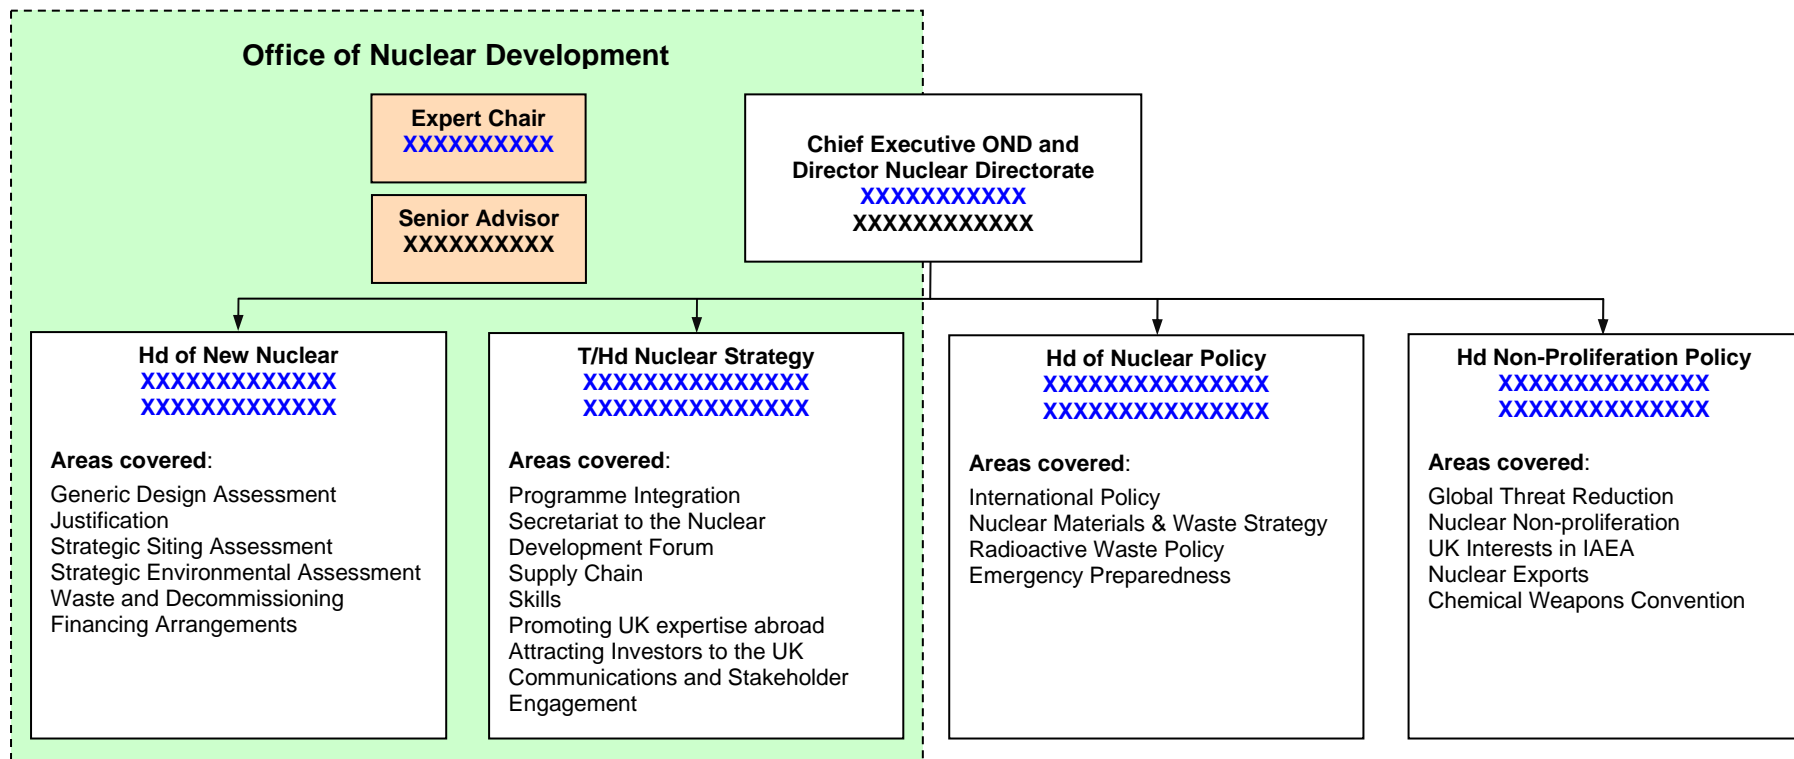 Office of Nuclear Development
Expert Chair
XXXXXXXXXX
Senior Advisor
XXXXXXXXXX
Chief Executive OND and
Director Nuclear Directorate
XXXXXXXXXXX
XXXXXXXXXXXX
Hd of New Nuclear
XXXXXXXXXXXXX
XXXXXXXXXXXXX
Areas covered:
Generic Design Assessment
Justification
Strategic Siting Assessment
Strategic Environmental Assessment
Waste and Decommissioning
Financing Arrangements
T/Hd Nuclear Strategy
XXXXXXXXXXXXXXX
XXXXXXXXXXXXXXX
Areas covered:
Programme Integration
Secretariat to the Nuclear
Development Forum
Supply Chain
Skills
Promoting UK expertise abroad
Attracting Investors to the UK
Communications and Stakeholder
Engagement
Hd of Nuclear Policy
XXXXXXXXXXXXXXX
XXXXXXXXXXXXXXX
Areas covered:
International Policy
Nuclear Materials & Waste Strategy
Radioactive Waste Policy
Emergency Preparedness
Hd Non-Proliferation Policy
XXXXXXXXXXXXXX
XXXXXXXXXXXXXX
Areas covered:
Global Threat Reduction
Nuclear Non-proliferation
UK Interests in IAEA
Nuclear Exports
Chemical Weapons Convention